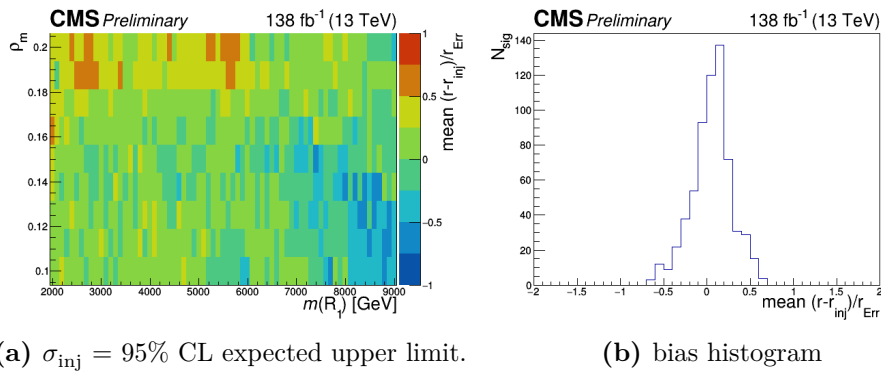 CMS Preliminary 138 fb⁻¹ (13 TeV)
ρm
0.2
0.18
0.16
0.14
0.12
0.1
2000 3000 4000 5000 6000 7000 8000 9000
m(R₁) [GeV]
1
0.5
0
−0.5
−1
mean (r-r_inj)/r_Err
(a) σ_inj = 95% CL expected upper limit.
CMS Preliminary 138 fb⁻¹ (13 TeV)
N_sig
140
120
100
80
60
40
20
0
−2 −1.5 −1 −0.5 0 0.5 1 1.5 2
mean (r-r_inj)/r_Err
(b) bias histogram